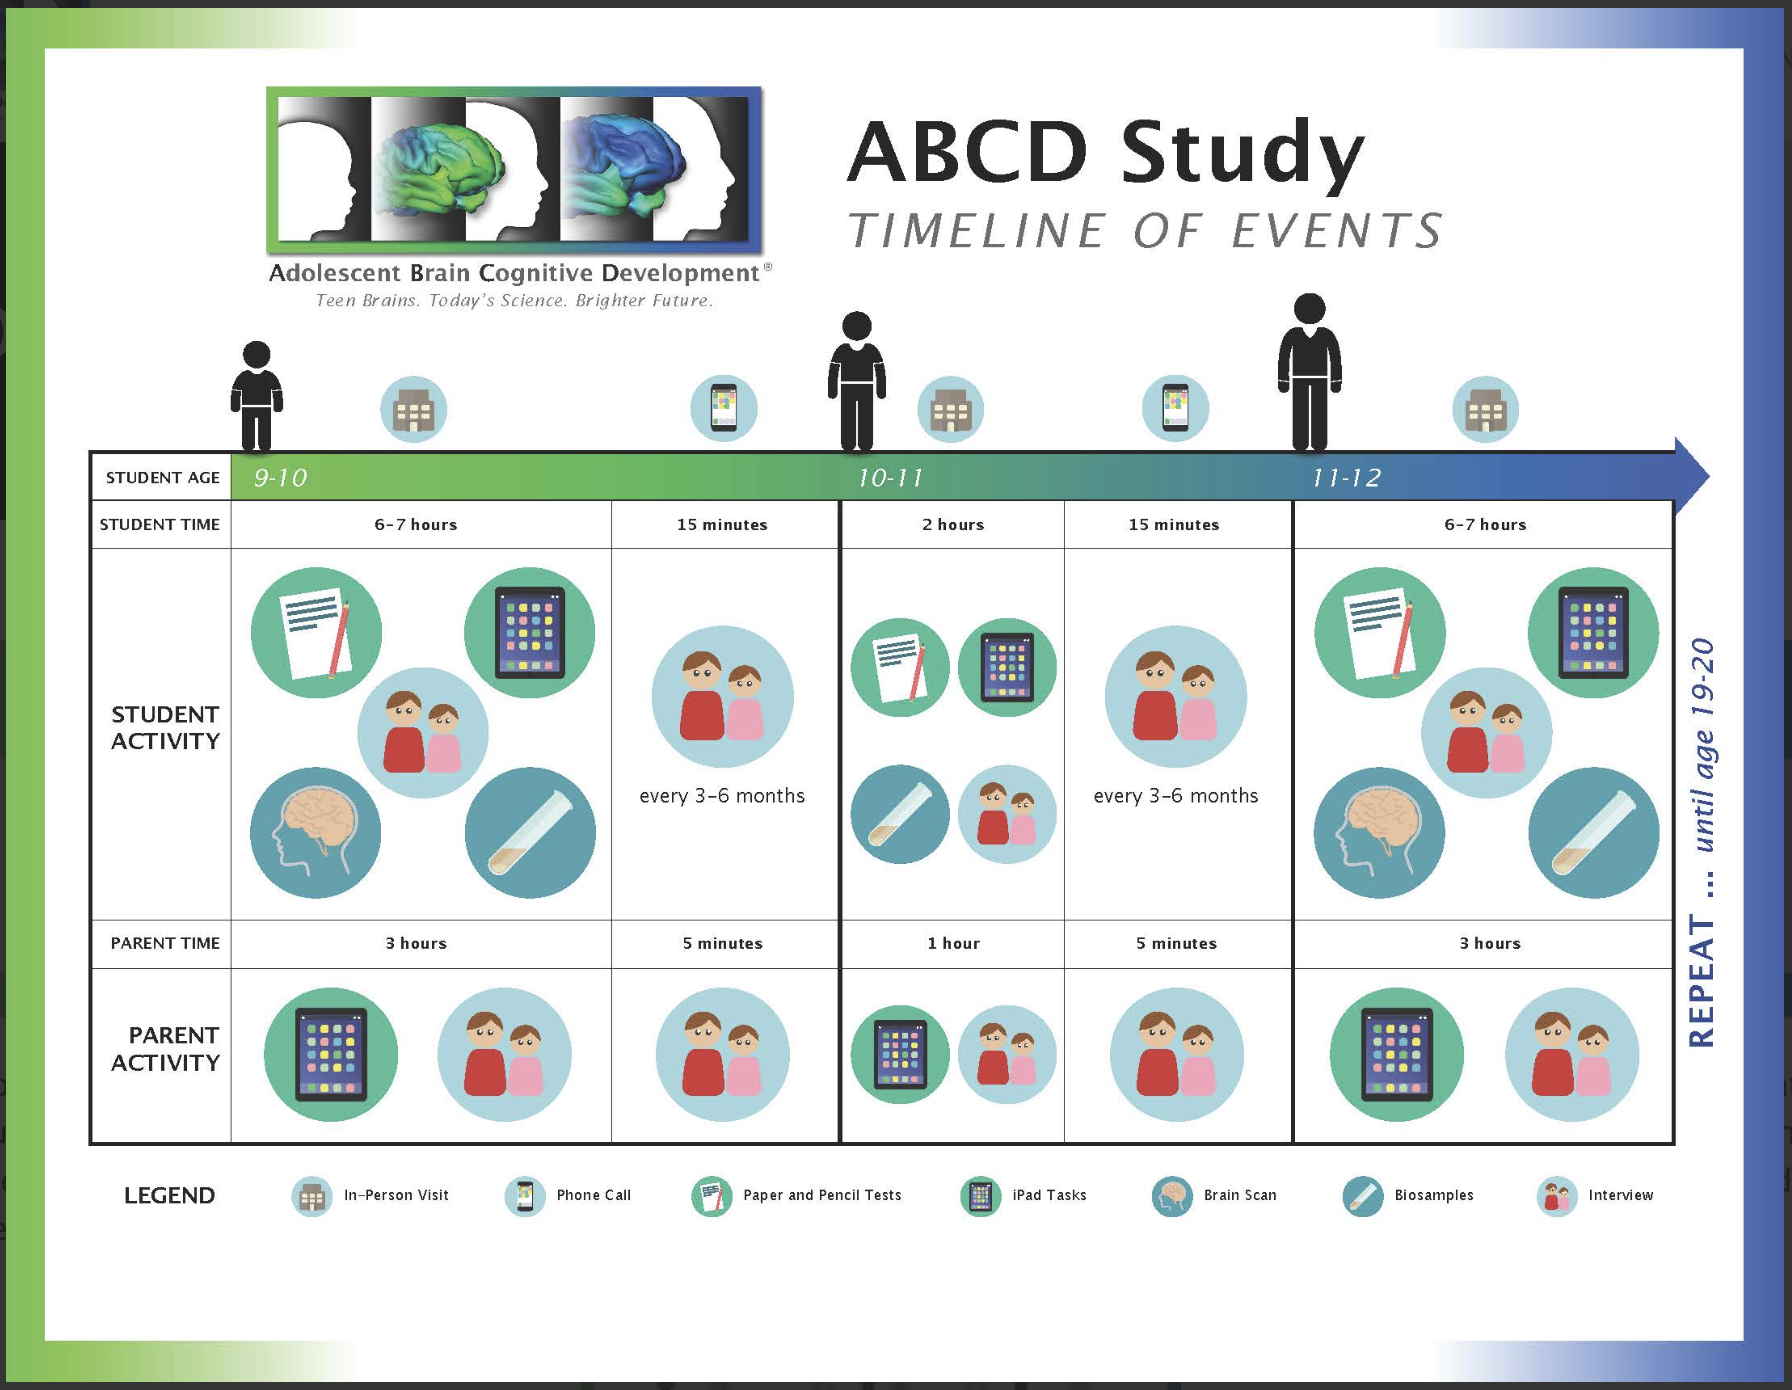 ABCD Study
TIMELINE OF EVENTS
Adolescent Brain Cognitive Development®
Teen Brains. Today's Science. Brighter Future.
STUDENT AGE
9-10
10-11
11-12
STUDENT TIME
6-7 hours
15 minutes
2 hours
15 minutes
6-7 hours
STUDENT
ACTIVITY
every 3-6 months
every 3-6 months
PARENT TIME
3 hours
5 minutes
1 hour
5 minutes
3 hours
PARENT
ACTIVITY
REPEAT ... until age 19-20
LEGEND
In-Person Visit
Phone Call
Paper and Pencil Tests
iPad Tasks
Brain Scan
Biosamples
Interview